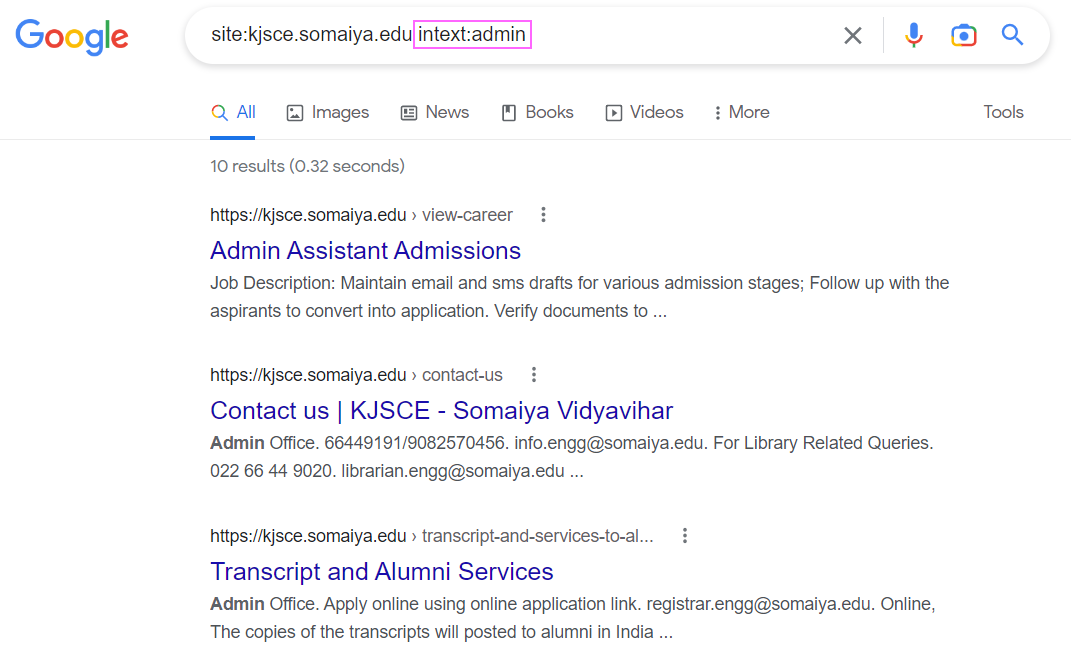 Google
site:kjsce.somaiya.edu intext:admin
All Images News Books Videos More Tools
10 results (0.32 seconds)
https://kjsce.somaiya.edu › view-career
Admin Assistant Admissions
Job Description: Maintain email and sms drafts for various admission stages; Follow up with the
aspirants to convert into application. Verify documents to ...
https://kjsce.somaiya.edu › contact-us
Contact us | KJSCE - Somaiya Vidyavihar
Admin Office. 66449191/9082570456. info.engg@somaiya.edu. For Library Related Queries.
022 66 44 9020. librarian.engg@somaiya.edu ...
https://kjsce.somaiya.edu › transcript-and-services-to-al...
Transcript and Alumni Services
Admin Office. Apply online using online application link. registrar.engg@somaiya.edu. Online,
The copies of the transcripts will posted to alumni in India ...